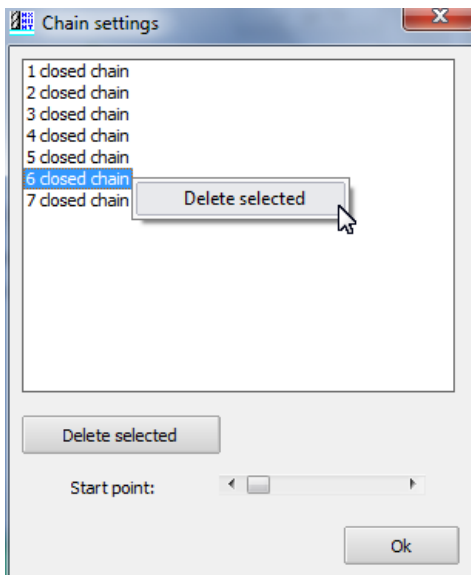 Chain settings
X
1 closed chain
2 closed chain
3 closed chain
4 closed chain
5 closed chain
6 closed chain
7 closed chain
Delete selected
Delete selected
Start point:
Ok